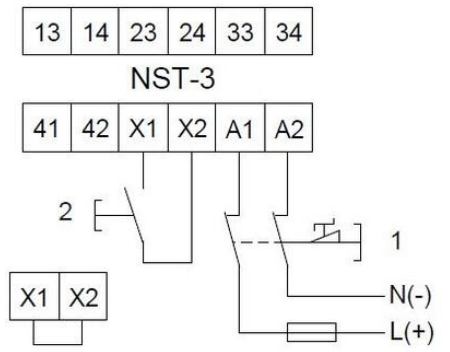 13 14 23 24 33 34
NST-3
41 42 X1 X2 A1 A2
2
1
X1 X2
N(-)
L(+)